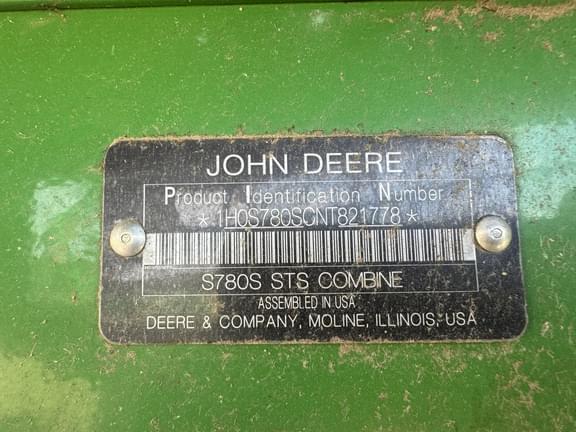 JOHN DEERE
Product Identification Number
*1H0S780SCNT821778*
S780S STS COMBINE
ASSEMBLED IN USA
DEERE & COMPANY, MOLINE, ILLINOIS, USA